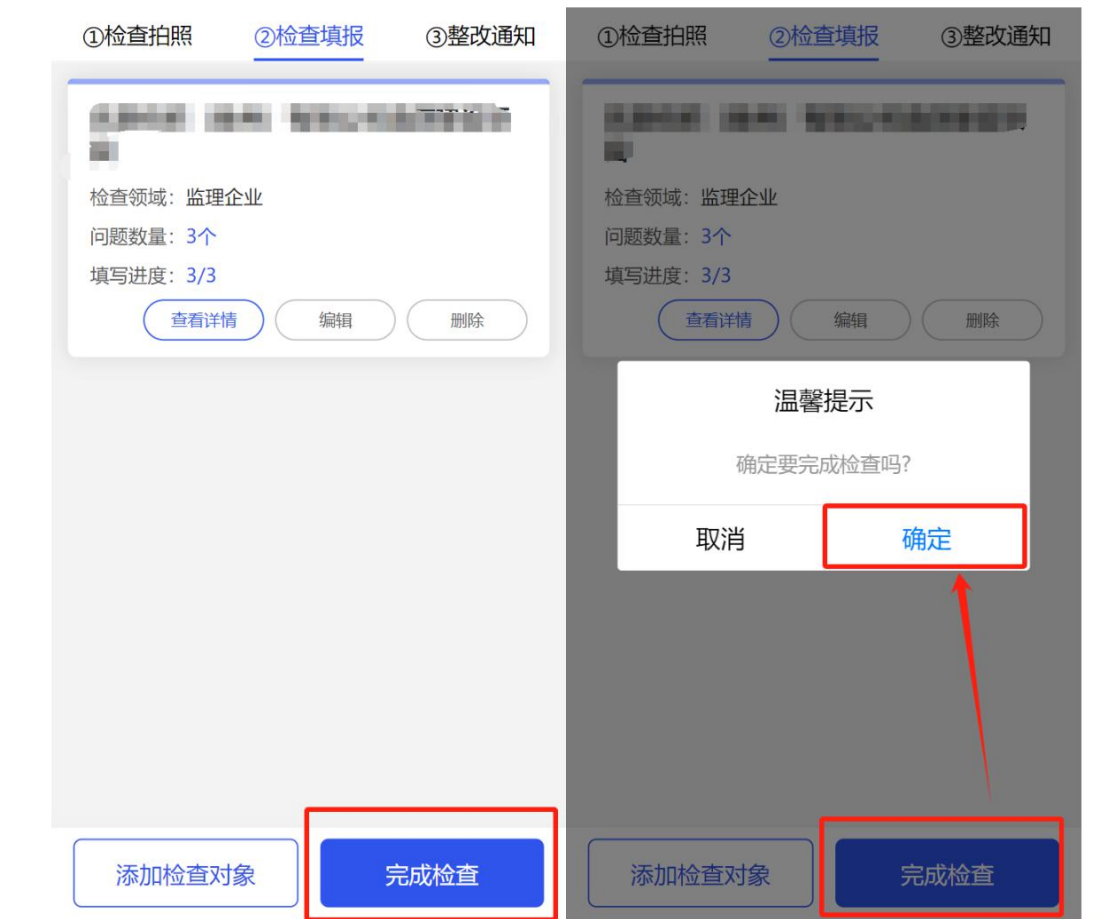 ①检查拍照 ②检查填报 ③整改通知
检查领域：监理企业
问题数量：3个
填写进度：3/3
查看详情 编辑 删除
添加检查对象 完成检查
①检查拍照 ②检查填报 ③整改通知
检查领域：监理企业
问题数量：3个
填写进度：3/3
查看详情 编辑 删除
温馨提示
确定要完成检查吗?
取消 确定
添加检查对象 完成检查